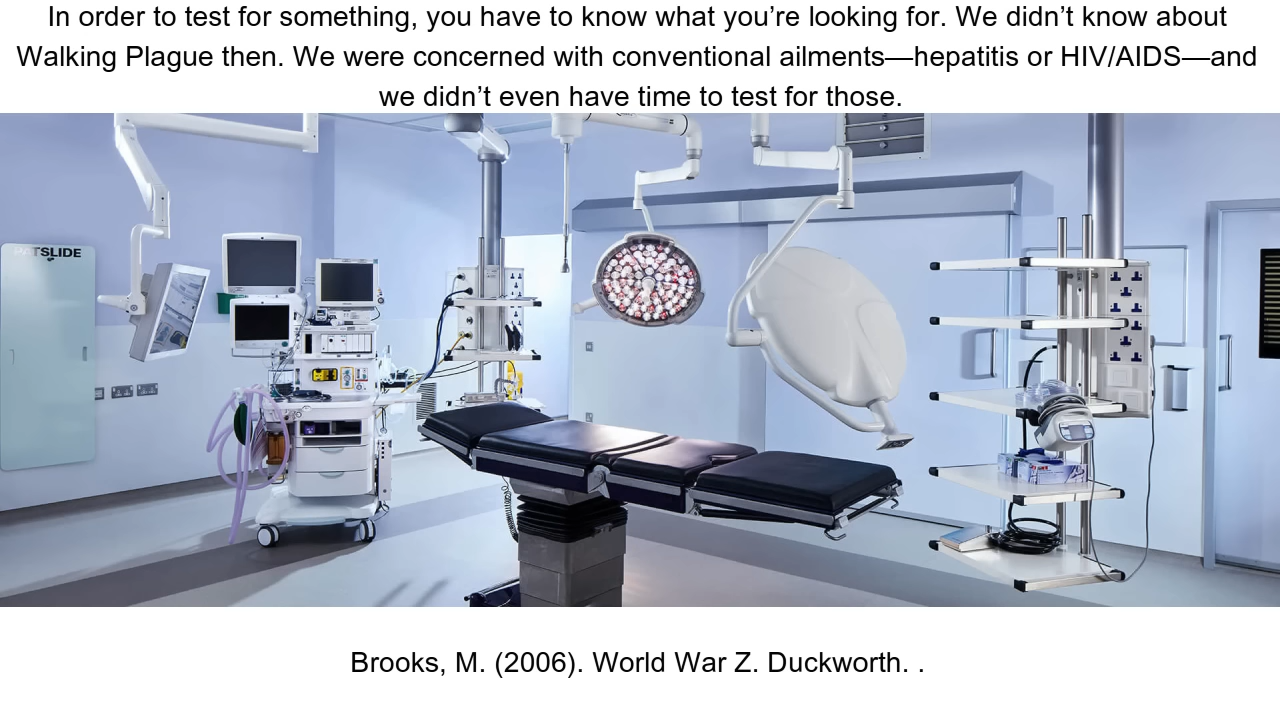 In order to test for something, you have to know what you’re looking for. We didn’t know about
Walking Plague then. We were concerned with conventional ailments—hepatitis or HIV/AIDS—and
we didn’t even have time to test for those.
PATSLIDE
Brooks, M. (2006). World War Z. Duckworth. .